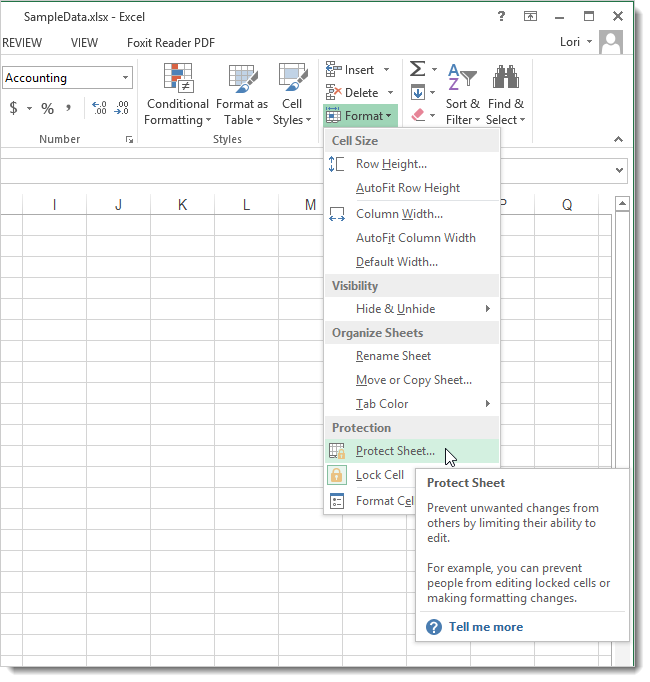 SampleData.xlsx - Excel
?
REVIEW VIEW Foxit Reader PDF Lori
Accounting
$ % , .00 .00
Conditional Formatting
Format as Table
Cell Styles
Insert
Delete
Format
Σ
A
Z
Sort & Filter
Find & Select
Number Styles
Cell Size
Row Height...
AutoFit Row Height
Column Width...
AutoFit Column Width
Default Width...
Visibility
Hide & Unhide
Organize Sheets
Rename Sheet
Move or Copy Sheet...
Tab Color
Protection
Protect Sheet...
Lock Cell
Format Cel
I J K L M P Q
Protect Sheet
Prevent unwanted changes from
others by limiting their ability to
edit.
For example, you can prevent
people from editing locked cells or
making formatting changes.
? Tell me more